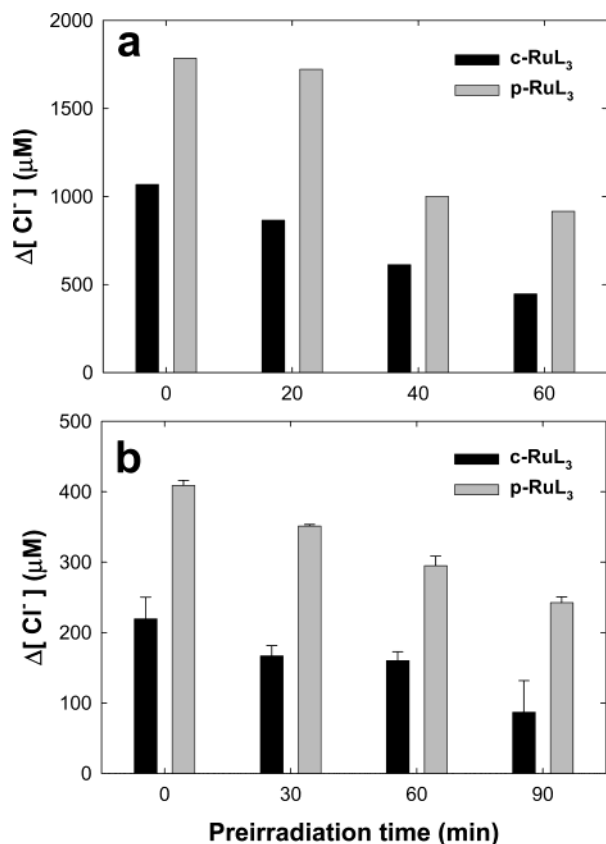 a
c-RuL₃
p-RuL₃
Δ[ Cl⁻ ] (μM)
2000
1500
1000
500
0
0 20 40 60
b
c-RuL₃
p-RuL₃
Δ[ Cl⁻ ] (μM)
500
400
300
200
100
0
0 30 60 90
Preirradiation time (min)